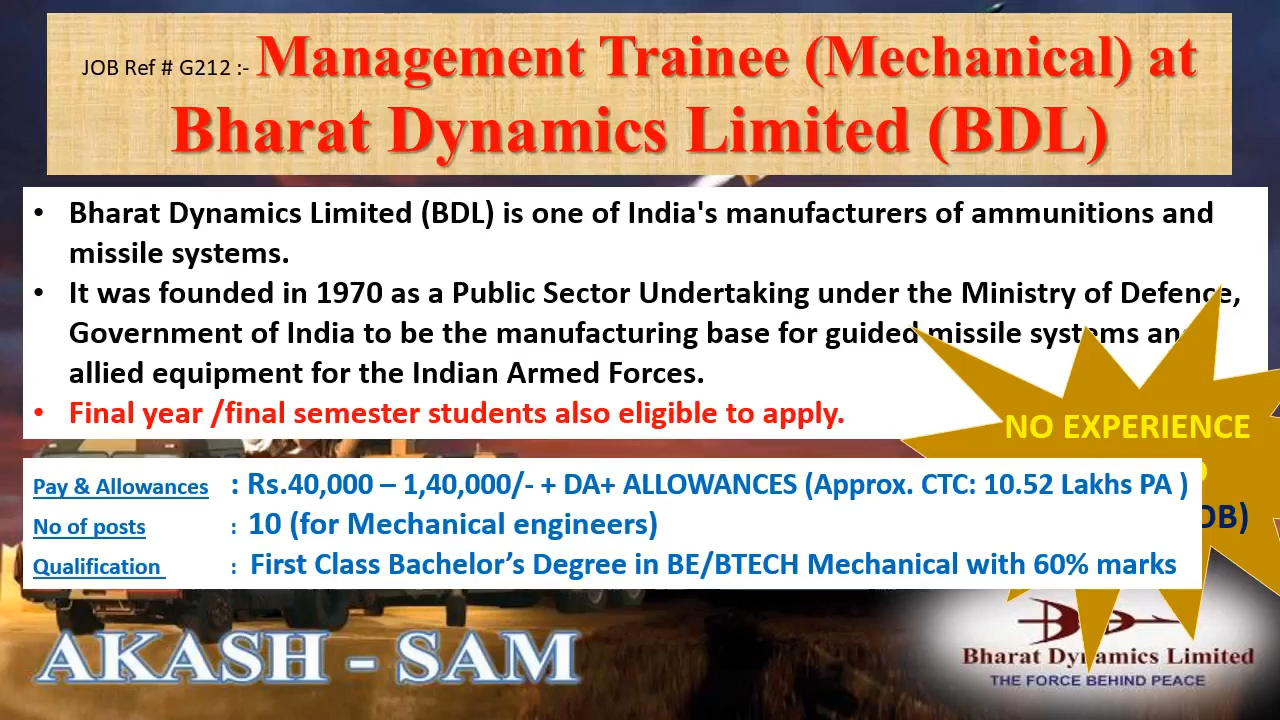 JOB Ref # G212 :- Management Trainee (Mechanical) at
Bharat Dynamics Limited (BDL)
• Bharat Dynamics Limited (BDL) is one of India's manufacturers of ammunitions and
missile systems.
• It was founded in 1970 as a Public Sector Undertaking under the Ministry of Defence,
Government of India to be the manufacturing base for guided missile systems an
allied equipment for the Indian Armed Forces.
• Final year /final semester students also eligible to apply.
NO EXPERIENCE
OB)
Pay & Allowances : Rs.40,000 – 1,40,000/- + DA+ ALLOWANCES (Approx. CTC: 10.52 Lakhs PA )
No of posts : 10 (for Mechanical engineers)
Qualification : First Class Bachelor’s Degree in BE/BTECH Mechanical with 60% marks
AKASH - SAM
Bharat Dynamics Limited
THE FORCE BEHIND PEACE